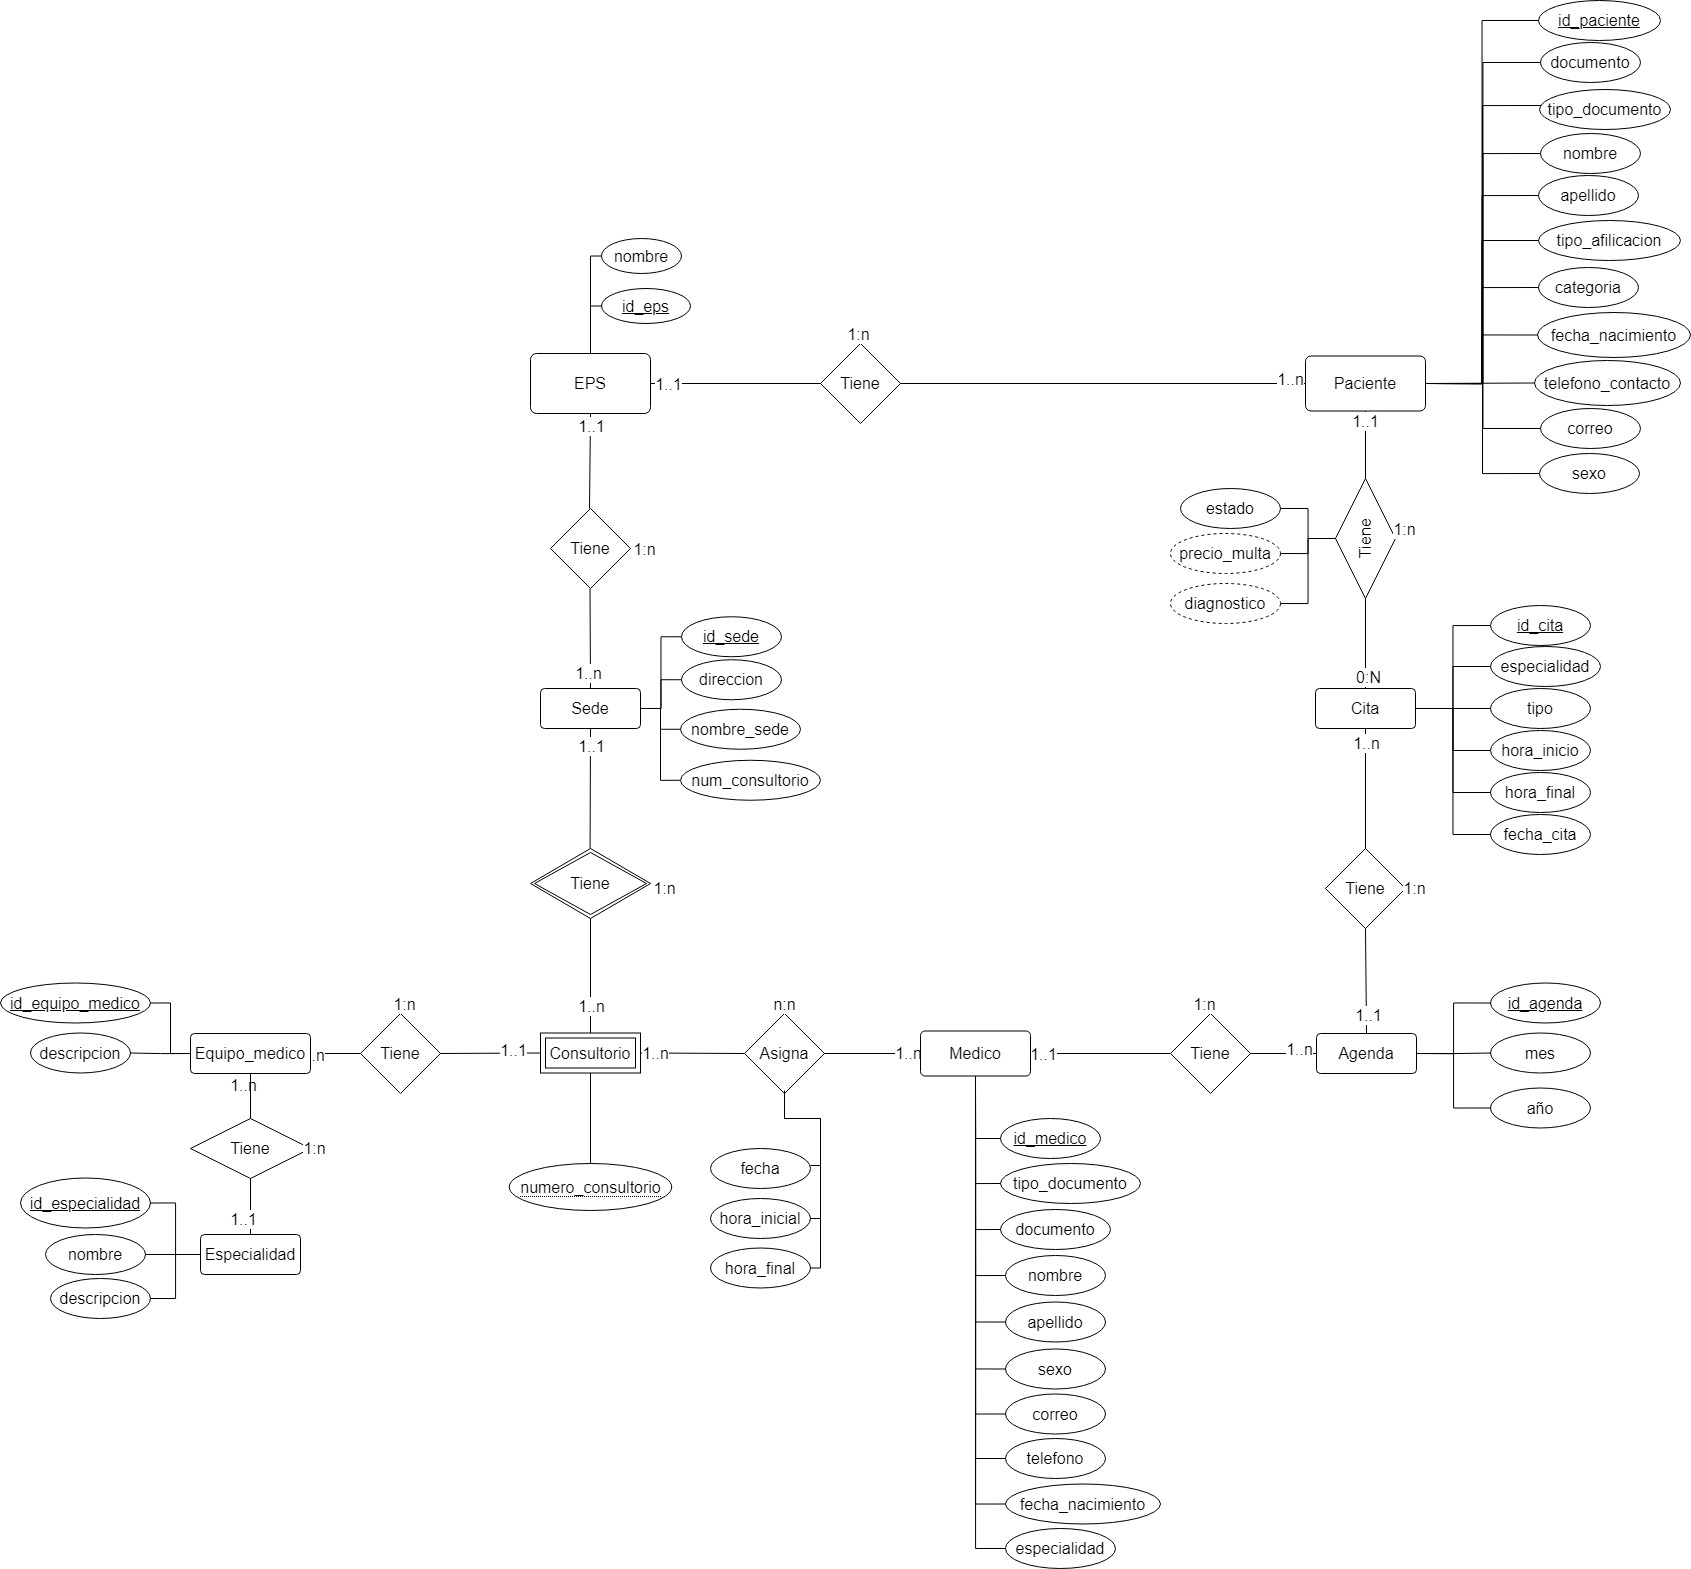 id_paciente
documento
tipo_documento
nombre
apellido
tipo_afilicacion
categoria
fecha_nacimiento
telefono_contacto
correo
sexo
nombre
id_eps
EPS
1..1
1:n
Tiene
1..n
Paciente
1..1
1..1
Tiene
1:n
1..n
estado
precio_multa
diagnostico
Tiene
1:n
0:N
id_sede
direccion
nombre_sede
num_consultorio
Sede
1..1
Cita
1..n
id_cita
especialidad
tipo
hora_inicio
hora_final
fecha_cita
Tiene
1:n
Tiene
1:n
1..n
1..1
id_equipo_medico
descripcion
Equipo_medico
.n
1:n
Tiene
1..1
Consultorio
1..n
n:n
Asigna
1..n
Medico
1..1
1:n
Tiene
1..n
Agenda
id_agenda
mes
año
1..n
Tiene
1:n
1..1
id_especialidad
nombre
descripcion
Especialidad
numero_consultorio
fecha
hora_inicial
hora_final
id_medico
tipo_documento
documento
nombre
apellido
sexo
correo
telefono
fecha_nacimiento
especialidad